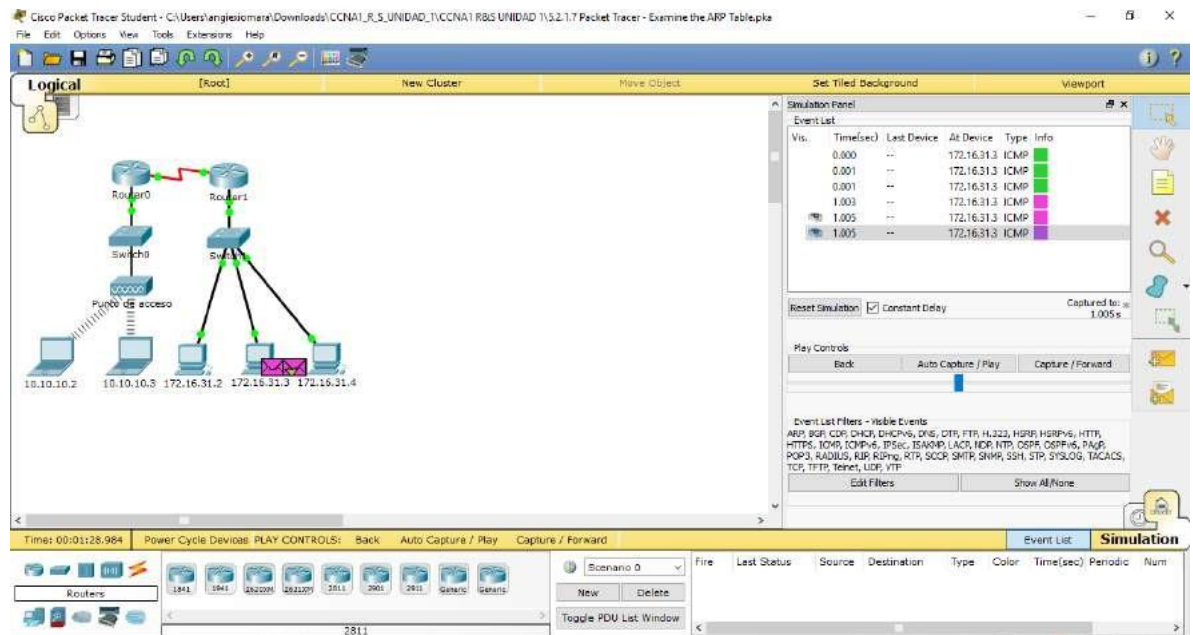 Cisco Packet Tracer Student - C:\Users\angiexiomara\Downloads\CCNA1_R_S_UNIDAD_1\CCNA1 R&S UNIDAD 1\5.2.1.7 Packet Tracer - Examine the ARP Table.pka
File Edit Options View Tools Extensions Help
Logical [Root] New Cluster Move Object Set Tiled Background Viewport
Simulation Panel
Event List
Vis. Time(sec) Last Device At Device Type Info
0.000 -- 172.16.31.3 ICMP
0.001 -- 172.16.31.3 ICMP
0.001 -- 172.16.31.3 ICMP
1.003 -- 172.16.31.3 ICMP
1.005 -- 172.16.31.3 ICMP
1.005 -- 172.16.31.3 ICMP
Router0
Router1
Switch0
Punto de acceso
10.10.10.2 10.10.10.3 172.16.31.2 172.16.31.3 172.16.31.4
Reset Simulation Constant Delay Captured to: *
1.005 s
Play Controls
Back Auto Capture / Play Capture / Forward
Event List Filters - Visible Events
ARP, BGP, CDP, DHCP, DHCPv6, DNS, DTP, FTP, H.323, HSRP, HSRPv6, HTTP,
HTTPS, ICMP, ICMPv6, IPSec, ISAKMP, LACP, NDP, NTP, OSPF, OSPFv6, PAgP,
POP3, RADIUS, RIP, RIPng, RTP, SCCP, SMTP, SNMP, SSH, STP, SYSLOG, TACACS,
TCP, TFTP, Telnet, UDP, VTP
Edit Filters Show All/None
Time: 00:01:28.984 Power Cycle Devices PLAY CONTROLS: Back Auto Capture / Play Capture / Forward Event List Simulation
Routers
1841 1941 2620XM 2621XM 2811 2901 2911 Generic Generic
2811
Scenario 0
New Delete
Toggle PDU List Window
Fire Last Status Source Destination Type Color Time(sec) Periodic Num